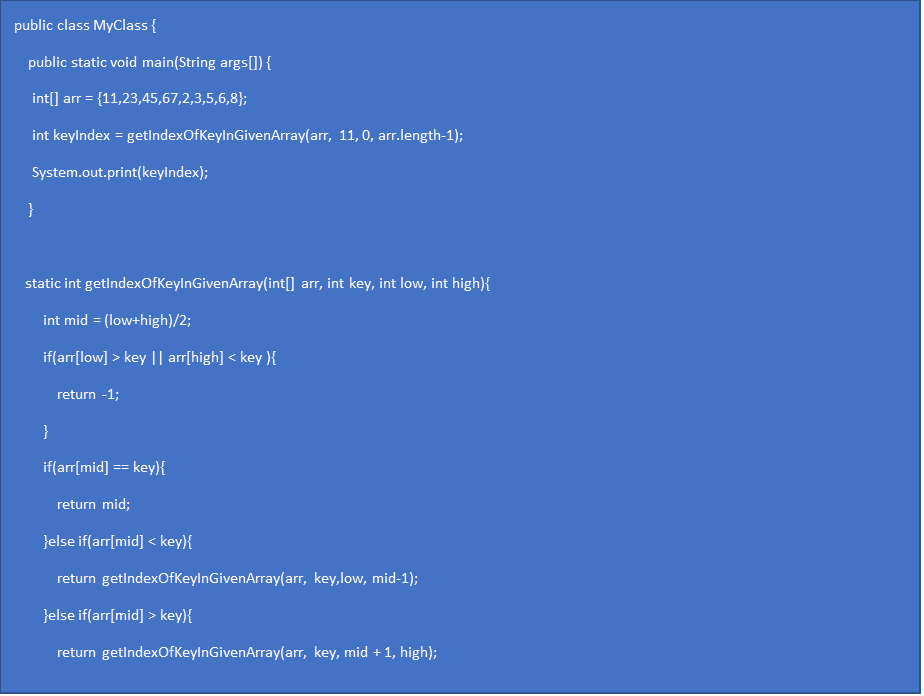 public class MyClass {
public static void main(String args[]) {
int[] arr = {11,23,45,67,2,3,5,6,8};
int keyIndex = getIndexOfKeyInGivenArray(arr, 11, 0, arr.length-1);
System.out.print(keyIndex);
}
static int getIndexOfKeyInGivenArray(int[] arr, int key, int low, int high){
int mid = (low+high)/2;
if(arr[low] > key || arr[high] < key ){
return -1;
}
if(arr[mid] == key){
return mid;
}else if(arr[mid] < key){
return getIndexOfKeyInGivenArray(arr, key,low, mid-1);
}else if(arr[mid] > key){
return getIndexOfKeyInGivenArray(arr, key, mid + 1, high);